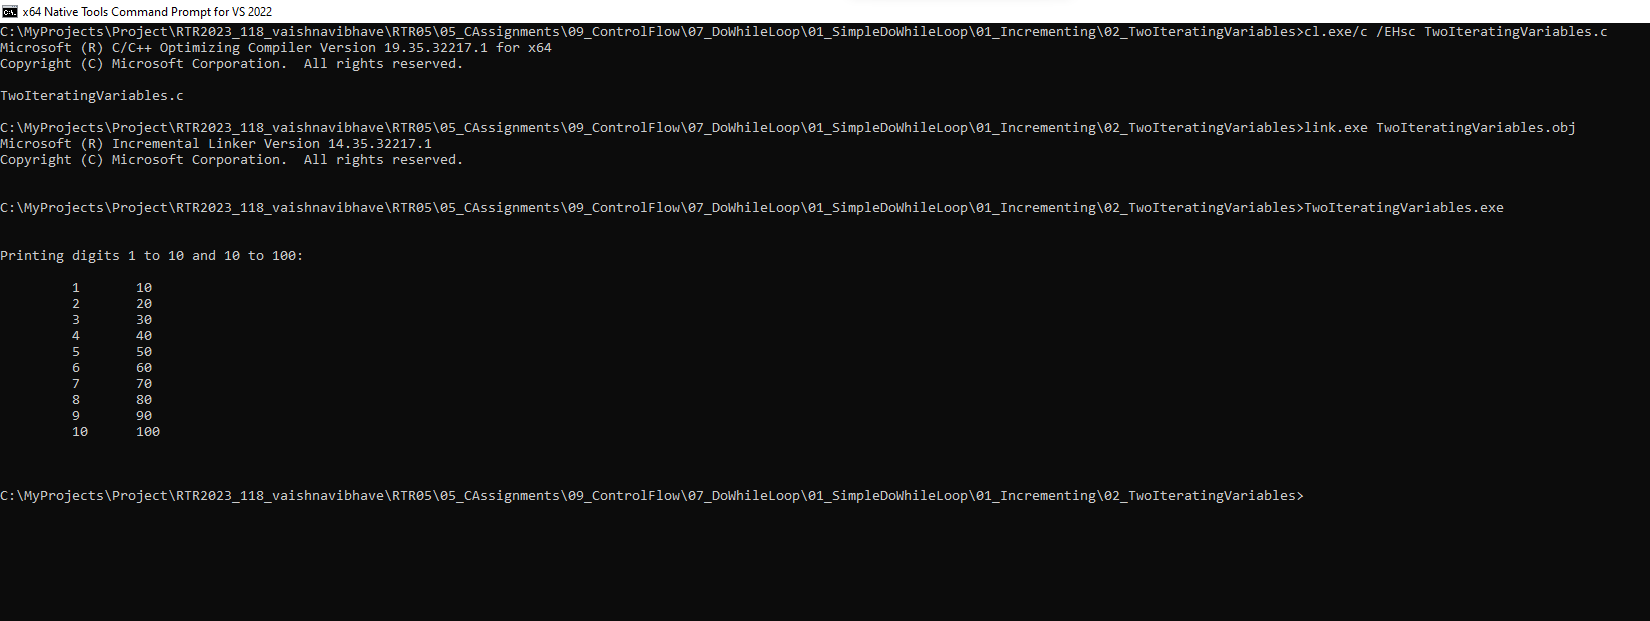 x64 Native Tools Command Prompt for VS 2022
C:\MyProjects\Project\RTR2023_118_vaishnavibhave\RTR05\05_CAssignments\09_ControlFlow\07_DoWhileLoop\01_SimpleDoWhileLoop\01_Incrementing\02_TwoIteratingVariables>cl.exe/c /EHsc TwoIteratingVariables.c
Microsoft (R) C/C++ Optimizing Compiler Version 19.35.32217.1 for x64
Copyright (C) Microsoft Corporation.  All rights reserved.

TwoIteratingVariables.c

C:\MyProjects\Project\RTR2023_118_vaishnavibhave\RTR05\05_CAssignments\09_ControlFlow\07_DoWhileLoop\01_SimpleDoWhileLoop\01_Incrementing\02_TwoIteratingVariables>link.exe TwoIteratingVariables.obj
Microsoft (R) Incremental Linker Version 14.35.32217.1
Copyright (C) Microsoft Corporation.  All rights reserved.

C:\MyProjects\Project\RTR2023_118_vaishnavibhave\RTR05\05_CAssignments\09_ControlFlow\07_DoWhileLoop\01_SimpleDoWhileLoop\01_Incrementing\02_TwoIteratingVariables>TwoIteratingVariables.exe

Printing digits 1 to 10 and 10 to 100:

1 10
2 20
3 30
4 40
5 50
6 60
7 70
8 80
9 90
10 100

C:\MyProjects\Project\RTR2023_118_vaishnavibhave\RTR05\05_CAssignments\09_ControlFlow\07_DoWhileLoop\01_SimpleDoWhileLoop\01_Incrementing\02_TwoIteratingVariables>